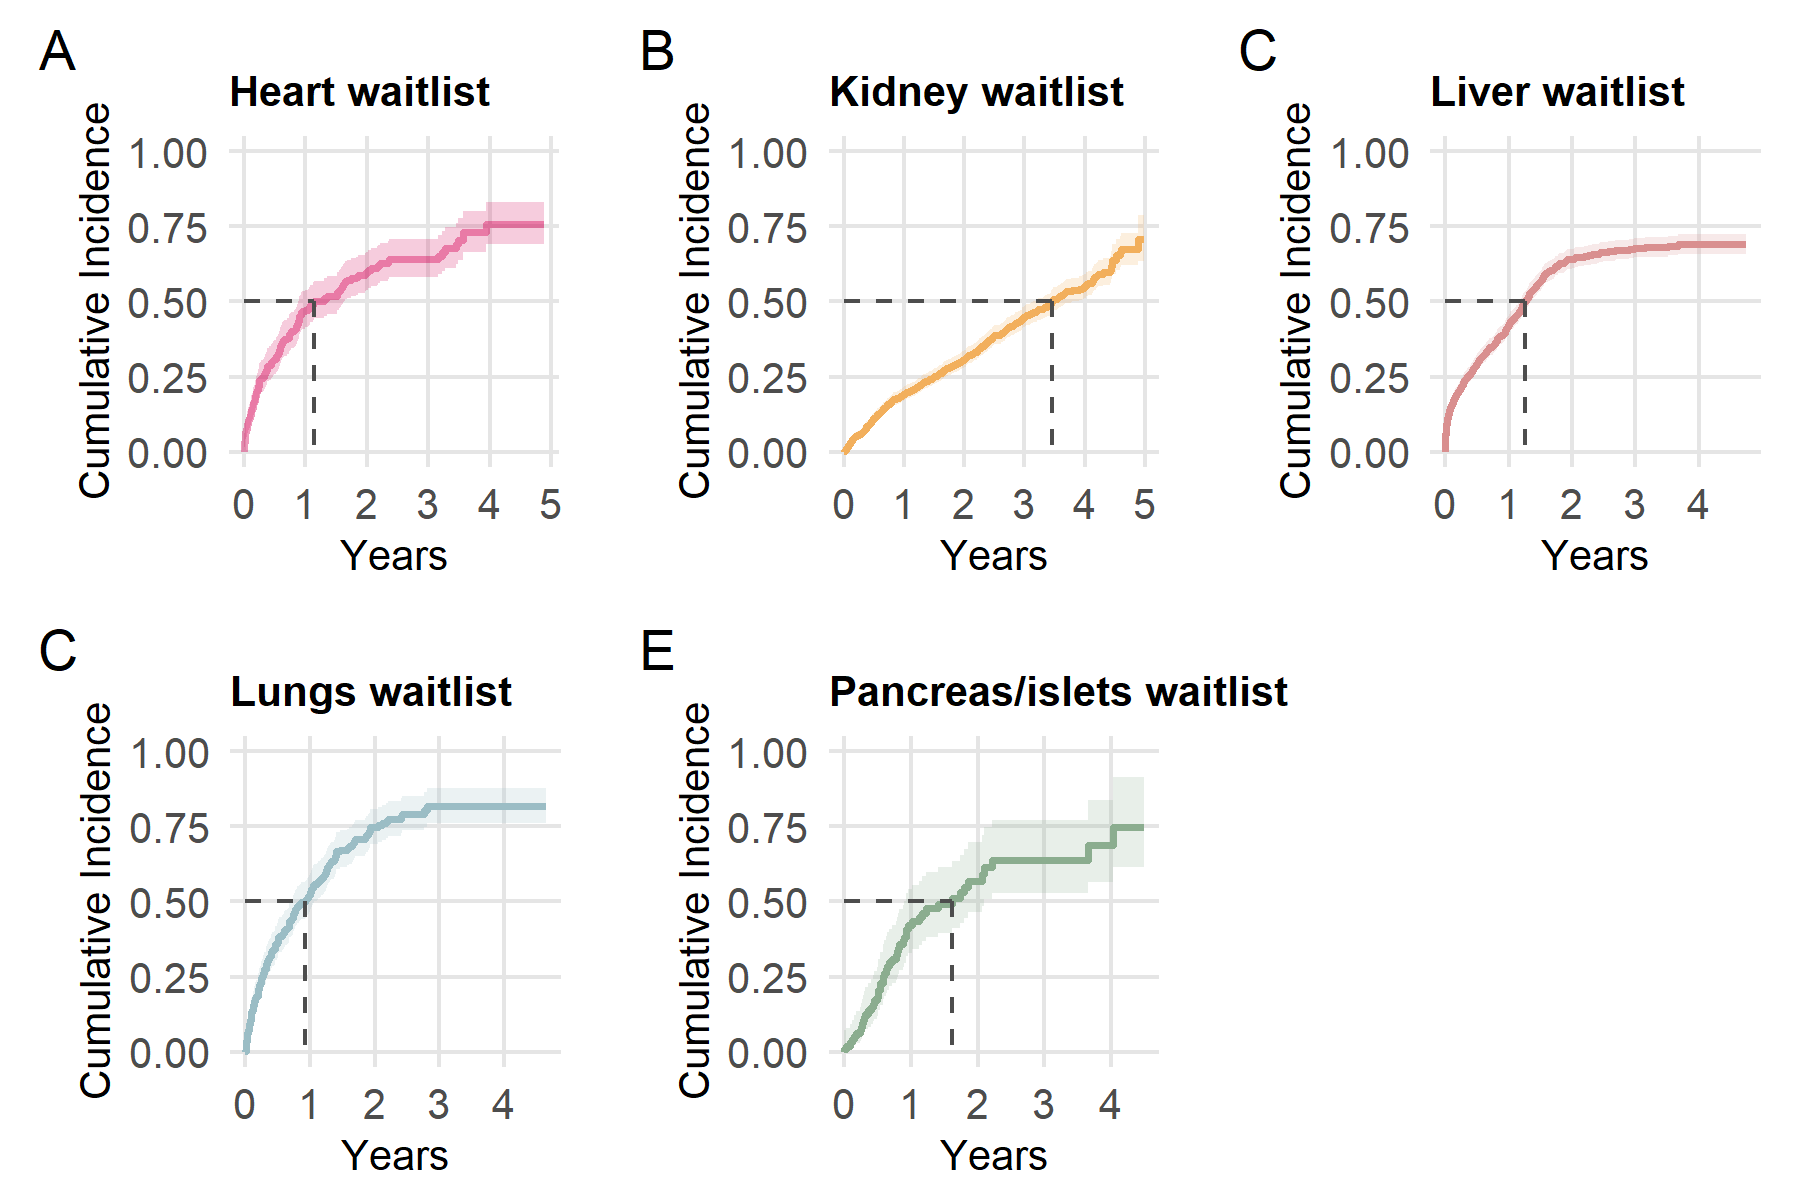 A
Heart waitlist
Cumulative Incidence
1.00
0.75
0.50
0.25
0.00
0 1 2 3 4 5
Years
B
Kidney waitlist
Cumulative Incidence
1.00
0.75
0.50
0.25
0.00
0 1 2 3 4 5
Years
C
Liver waitlist
Cumulative Incidence
1.00
0.75
0.50
0.25
0.00
0 1 2 3 4
Years
C
Lungs waitlist
Cumulative Incidence
1.00
0.75
0.50
0.25
0.00
0 1 2 3 4
Years
E
Pancreas/islets waitlist
Cumulative Incidence
1.00
0.75
0.50
0.25
0.00
0 1 2 3 4
Years